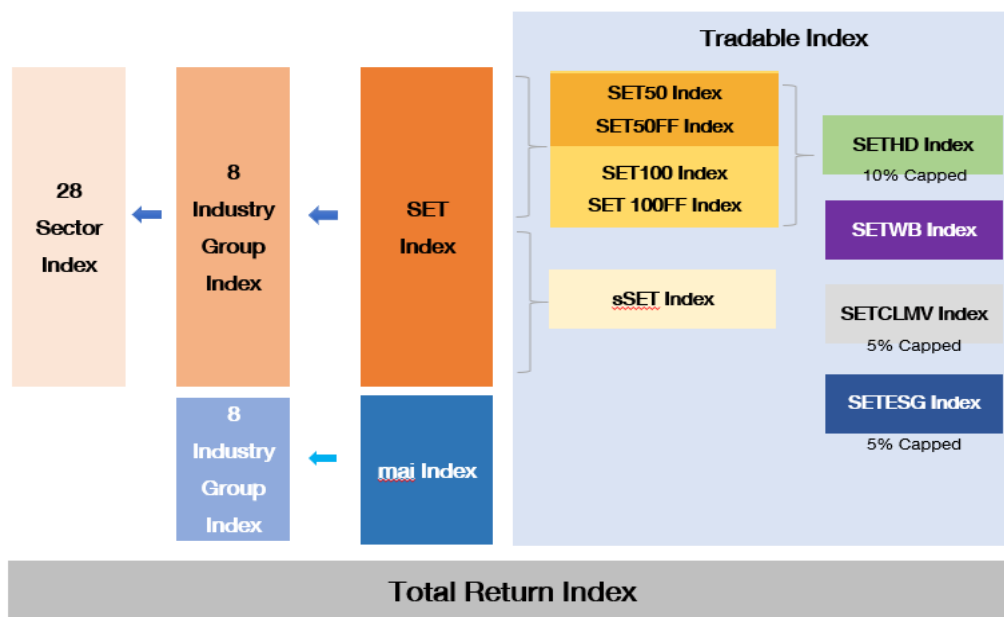 Tradable Index
28
Sector
Index
8
Industry
Group
Index
SET
Index
SET50 Index
SET50FF Index
SET100 Index
SET 100FF Index
sSET Index
SETHD Index
10% Capped
SETWB Index
SETCLMV Index
5% Capped
SETESG Index
5% Capped
8
Industry
Group
Index
mai Index
Total Return Index